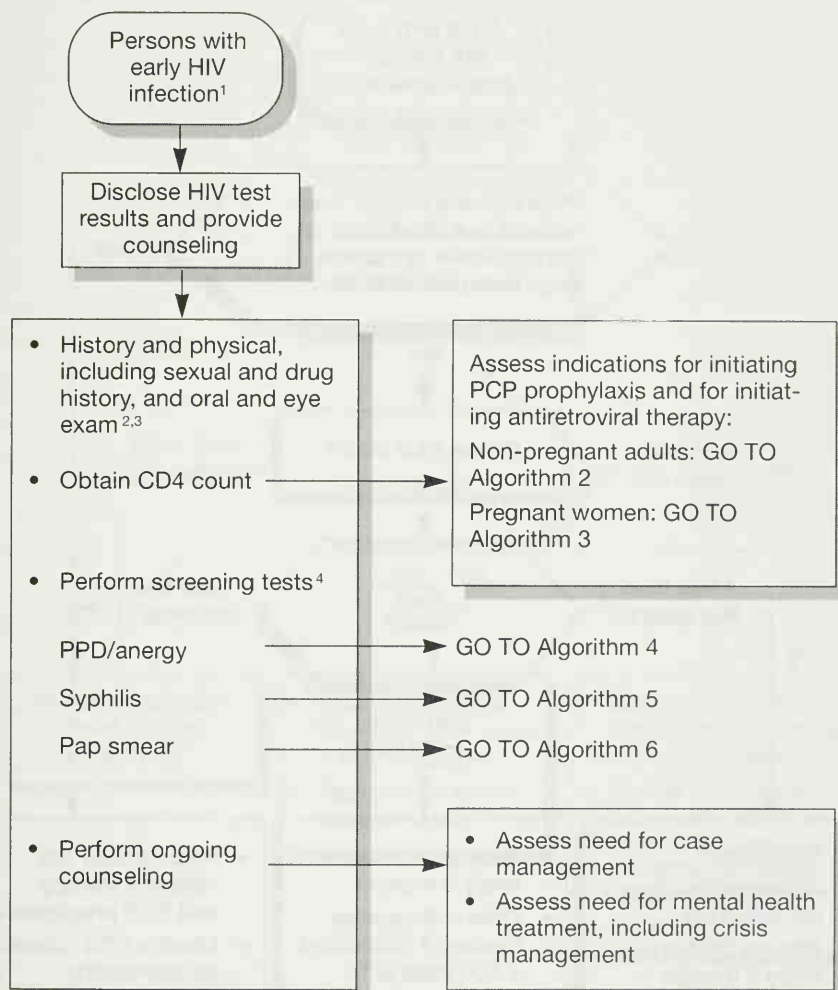 Persons with
early HIV
infection¹
Disclose HIV test
results and provide
counseling
• History and physical,
including sexual and drug
history, and oral and eye
exam ²,³
• Obtain CD4 count
Assess indications for initiating
PCP prophylaxis and for initiat-
ing antiretroviral therapy:
Non-pregnant adults: GO TO
Algorithm 2
Pregnant women: GO TO
Algorithm 3
• Perform screening tests⁴
PPD/anergy
GO TO Algorithm 4
Syphilis
GO TO Algorithm 5
Pap smear
GO TO Algorithm 6
• Perform ongoing
counseling
• Assess need for case
management
• Assess need for mental health
treatment, including crisis
management